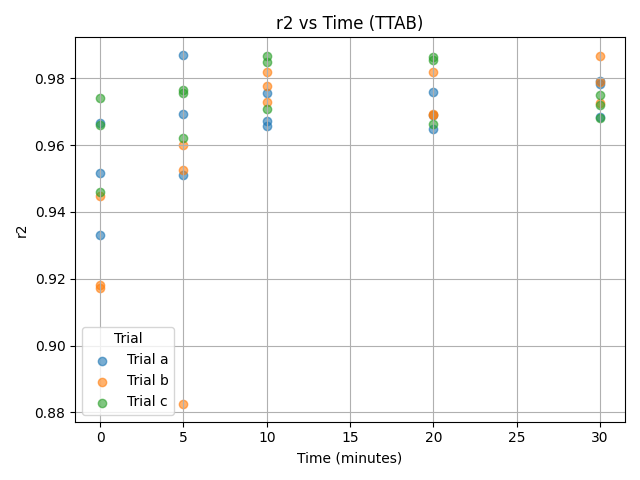 r2 vs Time (TTAB)
0.98
0.96
0.94
0.92
0.90
0.88
r2
Trial
Trial a
Trial b
Trial c
0 5 10 15 20 25 30
Time (minutes)